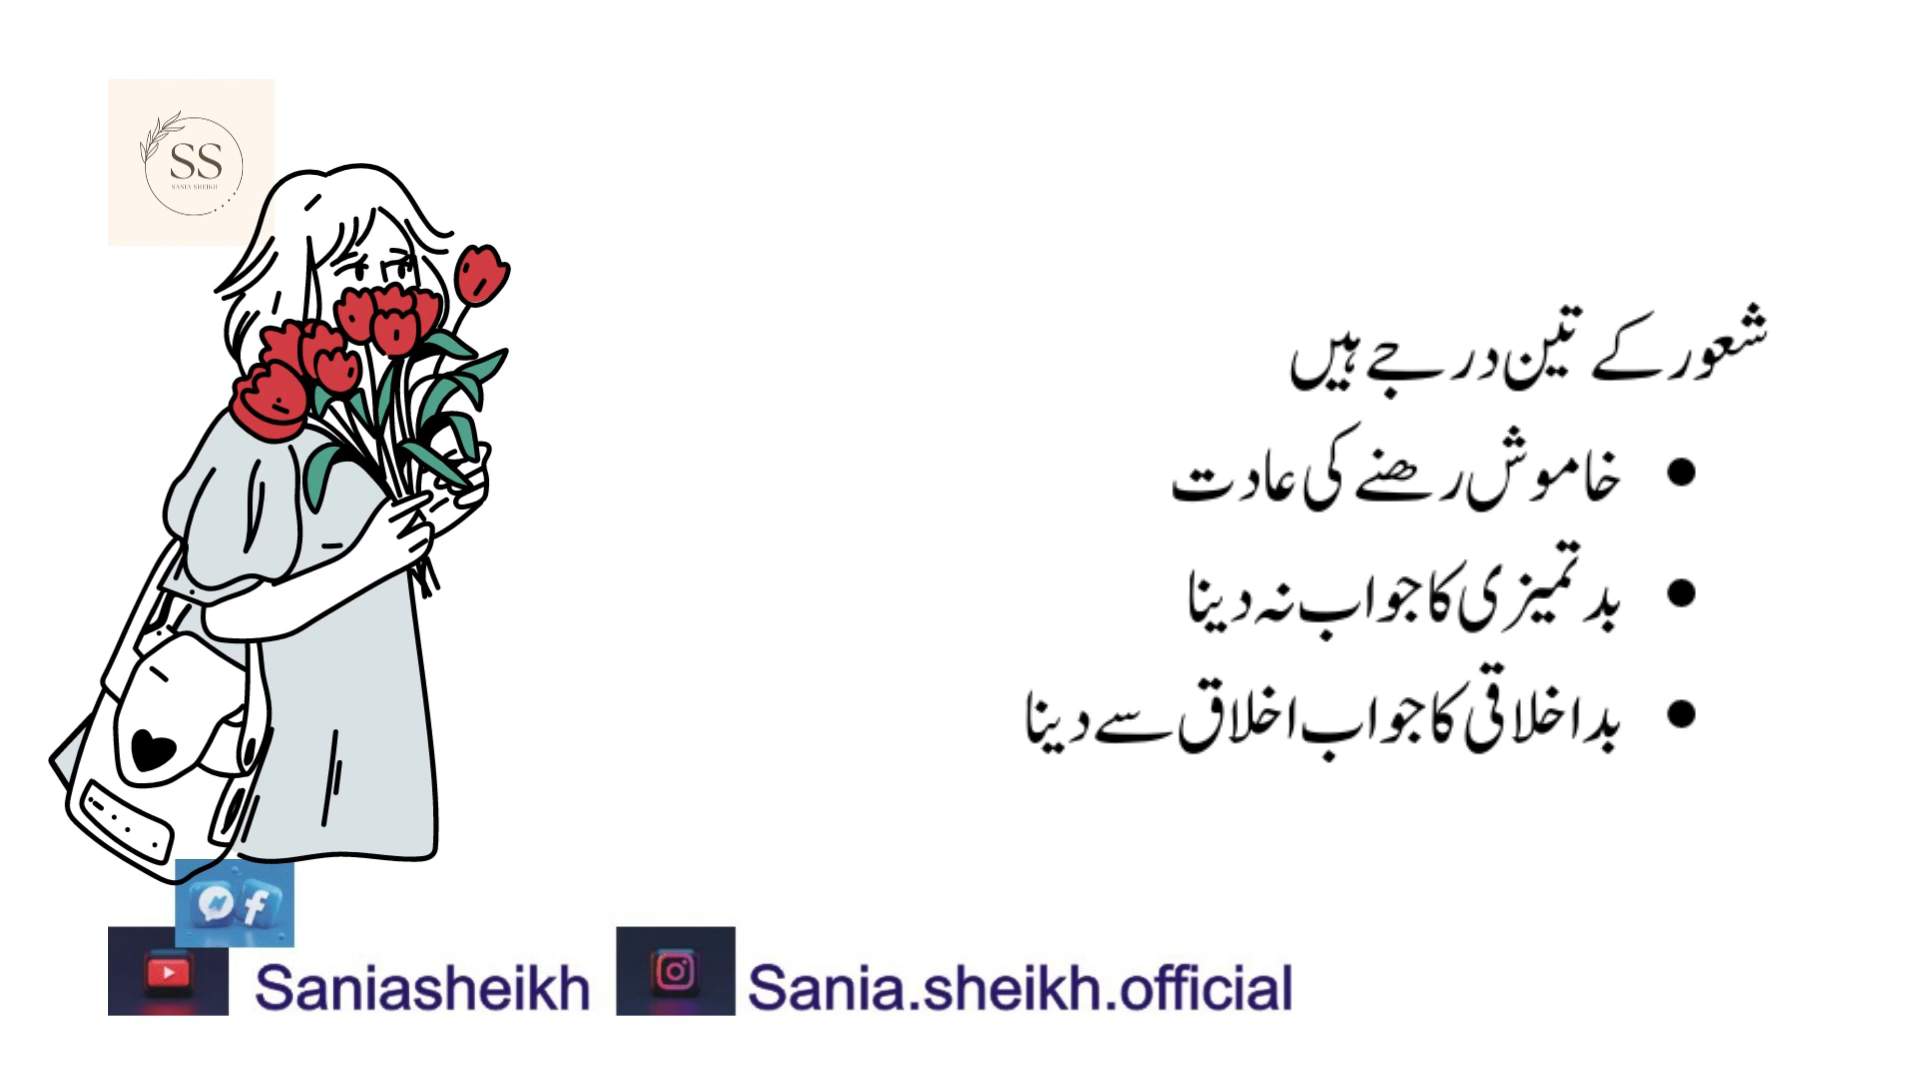 SS
SANIA SHEIKH
شعور کے تین درجے ہیں
• خاموش رھنے کی عادت
• بدتمیزی کا جواب نہ دینا
• بداخلاقی کا جواب اخلاق سے دینا
Saniasheikh
Sania.sheikh.official